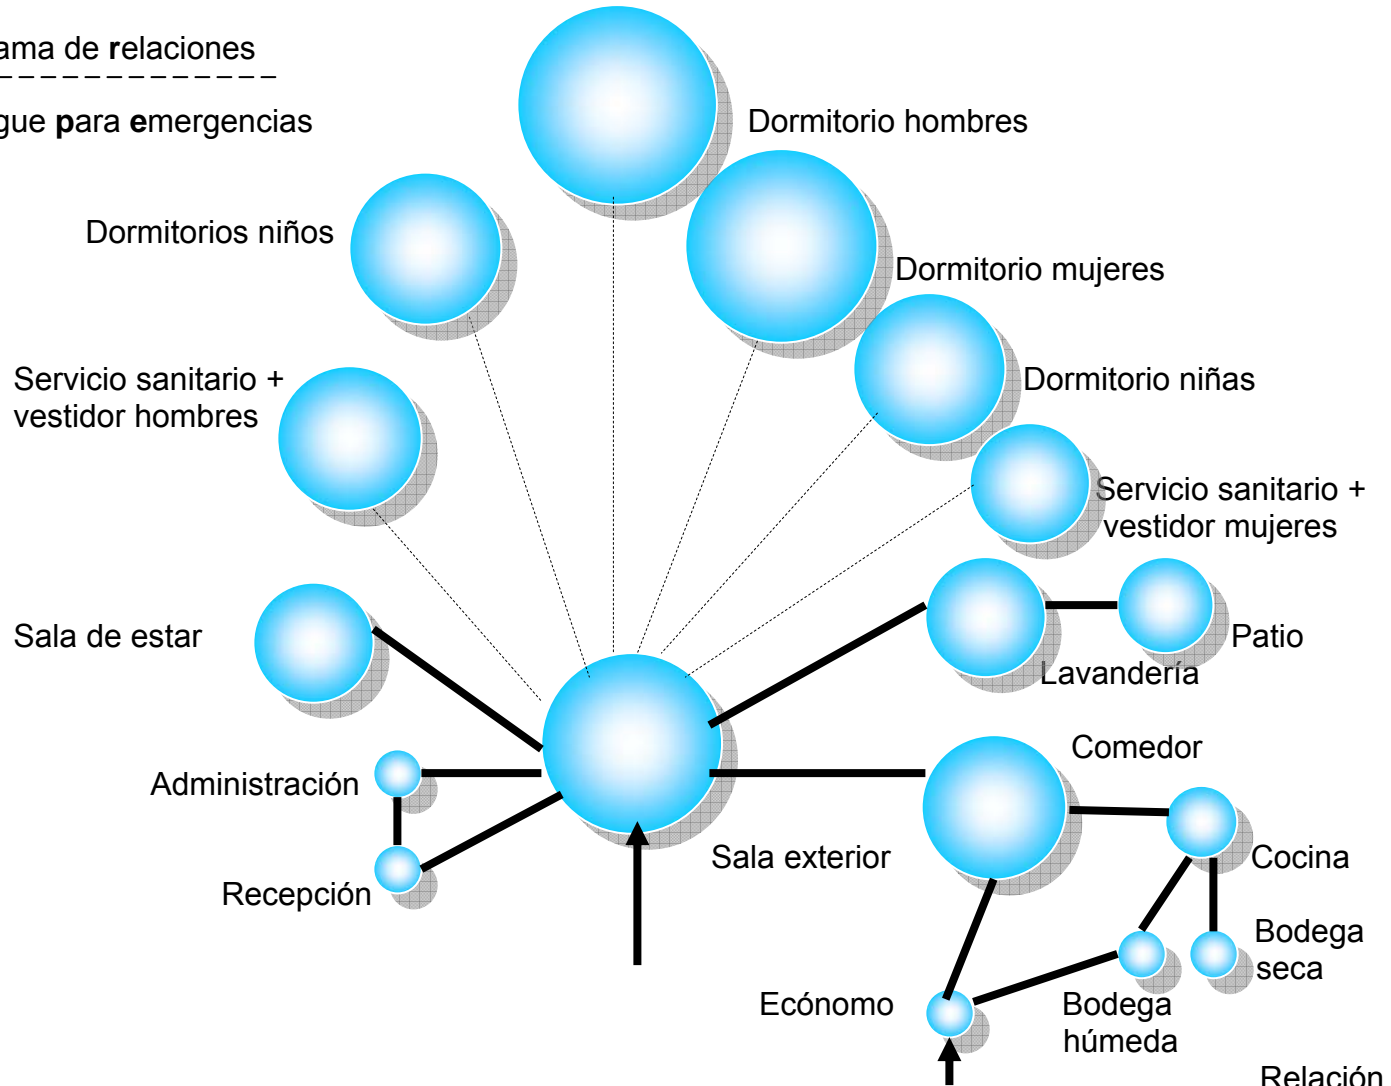 ama de relaciones
gue para emergencias
Dormitorio hombres
Dormitorios niños
Dormitorio mujeres
Servicio sanitario +
vestidor hombres
Dormitorio niñas
Servicio sanitario +
vestidor mujeres
Sala de estar
Patio
Lavandería
Comedor
Administración
Sala exterior
Cocina
Recepción
Bodega
seca
Ecónomo
Bodega
húmeda
Relación